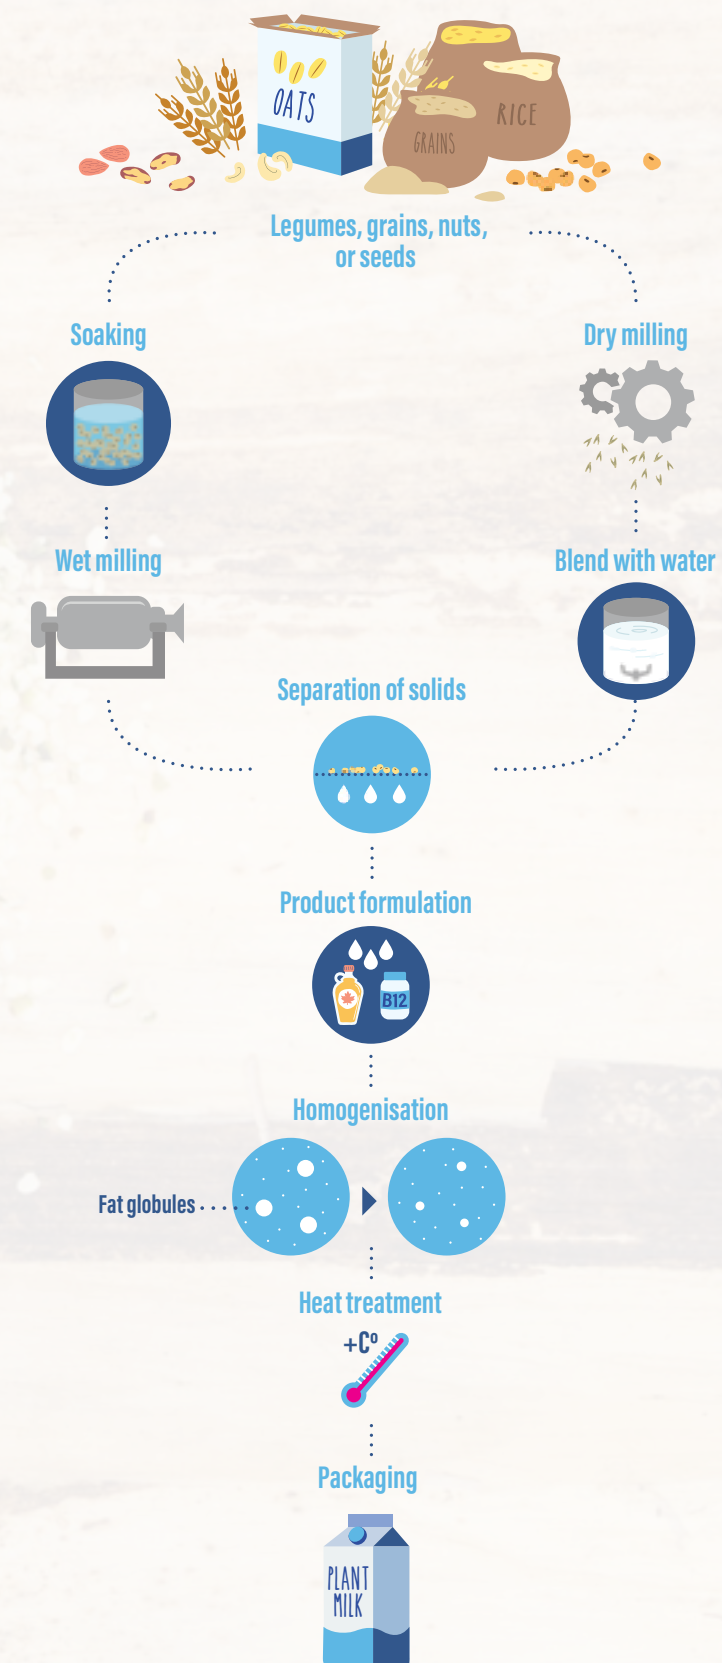 OATS
RICE
GRAINS
Legumes, grains, nuts,
or seeds
Soaking
Dry milling
Wet milling
Blend with water
Separation of solids
Product formulation
B12
Homogenisation
Fat globules
Heat treatment
+Cº
Packaging
PLANT
MILK